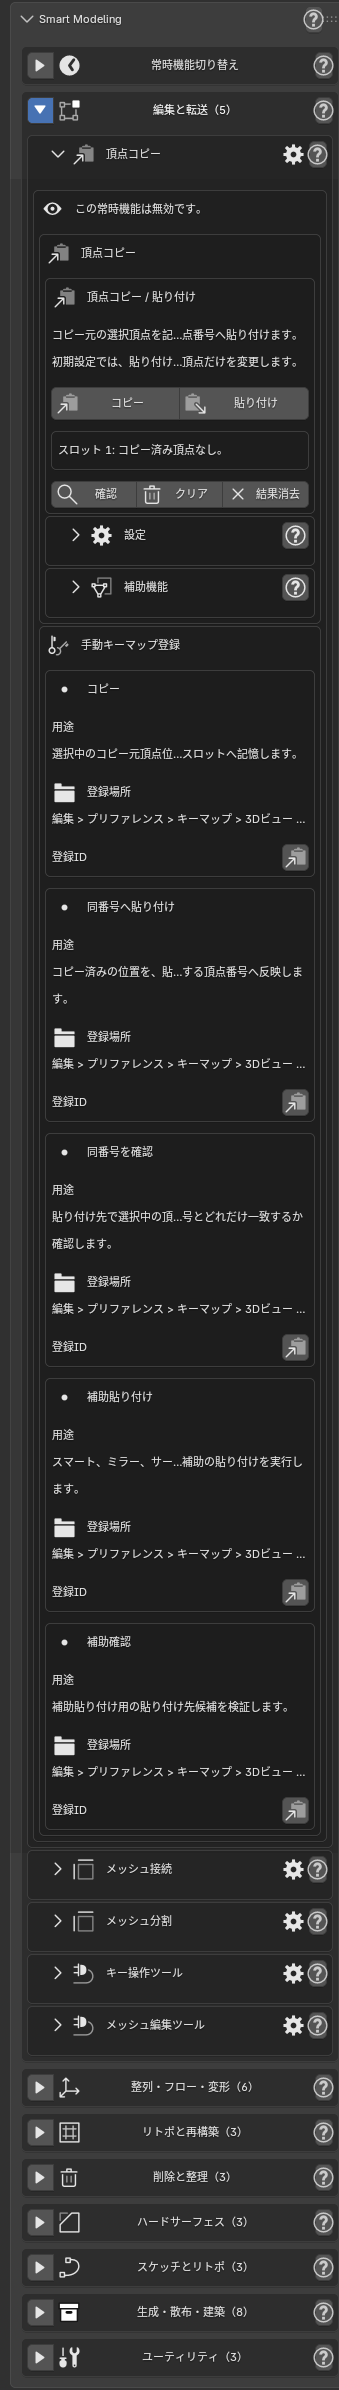 Smart Modeling
常時機能切り替え
編集と転送（5）
頂点コピー
この常時機能は無効です。
頂点コピー
頂点コピー / 貼り付け
コピー元の選択頂点を記...点番号へ貼り付けます。
初期設定では、貼り付け...頂点だけを変更します。
コピー
貼り付け
スロット 1: コピー済み頂点なし。
確認
クリア
結果消去
設定
補助機能
手動キーマップ登録
コピー
用途
選択中のコピー元頂点位...スロットへ記憶します。
登録場所
編集 > プリファレンス > キーマップ > 3Dビュー ...
登録ID
同番号へ貼り付け
用途
コピー済みの位置を、貼...する頂点番号へ反映しま
す。
登録場所
編集 > プリファレンス > キーマップ > 3Dビュー ...
登録ID
同番号を確認
用途
貼り付け先で選択中の頂...号とどれだけ一致するか
確認します。
登録場所
編集 > プリファレンス > キーマップ > 3Dビュー ...
登録ID
補助貼り付け
用途
スマート、ミラー、サー...補助の貼り付けを実行し
ます。
登録場所
編集 > プリファレンス > キーマップ > 3Dビュー ...
登録ID
補助確認
用途
補助貼り付け用の貼り付け先候補を検証します。
登録場所
編集 > プリファレンス > キーマップ > 3Dビュー ...
登録ID
メッシュ接続
メッシュ分割
キー操作ツール
メッシュ編集ツール
整列・フロー・変形（6）
リトポと再構築（3）
削除と整理（3）
ハードサーフェス（3）
スケッチとリトポ（3）
生成・散布・建築（8）
ユーティリティ（3）